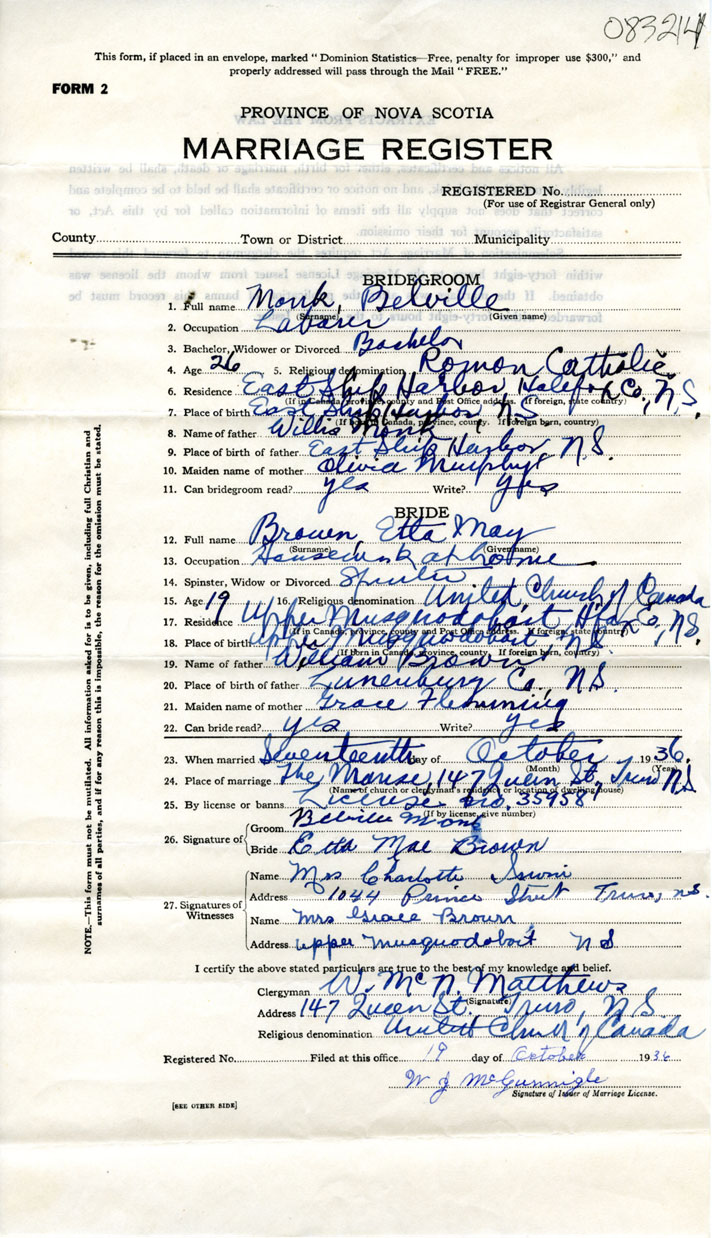 083214
This form, if placed in an envelope, marked "Dominion Statistics—Free, penalty for improper use $300," and
properly addressed will pass through the Mail "FREE."
FORM 2
PROVINCE OF NOVA SCOTIA
MARRIAGE REGISTER
REGISTERED No.
(For use of Registrar General only)
County Town or District Municipality
BRIDEGROOM
1. Full name Monk, Belville
(Surname) (Given name)
2. Occupation Labarer
3. Bachelor, Widower or Divorced Bachelor
4. Age 26 5. Religious denomination Roman Catholic
6. Residence East Ship Harbor, Halifax Co., N.S.
(If in Canada, province, county and Post Office address. If foreign, state country)
7. Place of birth East Ship Harbor N S
(If born in Canada, province, county. If foreign born, country)
8. Name of father Willis Monk
9. Place of birth of father East Ship Harbor, N.S.
10. Maiden name of mother Olivia Murphy
11. Can bridegroom read? yes Write? yes
BRIDE
12. Full name Brown, Etta May
(Surname) (Given name)
13. Occupation Housework at home
14. Spinster, Widow or Divorced Spinster
15. Age 19 16. Religious denomination United Church of Canada
17. Residence Upper Musquodoboit, Hfax Co., N.S.
(If in Canada, province, county and Post Office address. If foreign, state country)
18. Place of birth Upper Musquodoboit, N.S.
(If born in Canada, province, county. If foreign born, country)
19. Name of father William Brown
20. Place of birth of father Lunenburg Co., N.S.
21. Maiden name of mother Grace Flemming
22. Can bride read? yes Write? yes
23. When married Seventeenth day of October 1936.
(Month) (Year)
24. Place of marriage The Manse, 147 Queen St., Truro N.S.
(Name of church or clergyman's residence or location of dwelling house)
25. By license or banns License No. 35958
(If by license, give number)
26. Signature of
Groom Belville Monk
Bride Etta Mae Brown
27. Signatures of Witnesses
Name Mrs Charlotte
Address 1044 Prince Street Truro, n.s.
Name Mrs Grace Brown
Address upper musquodoboit N S
I certify the above stated particulars are true to the best of my knowledge and belief.
Clergyman W. McN. Matthews
(Signature)
Address 147 Queen St. Truro, N.S.
Religious denomination United Church of Canada
Registered No. Filed at this office 19 day of October 1936
W J McGunnigle
Signature of Issuer of Marriage License.
[SEE OTHER SIDE]
NOTE.—This form must not be mutilated. All information asked for is to be given, including full Christian and
surnames of all parties, and if for any reason this is impossible, the reason for the omission must be stated.